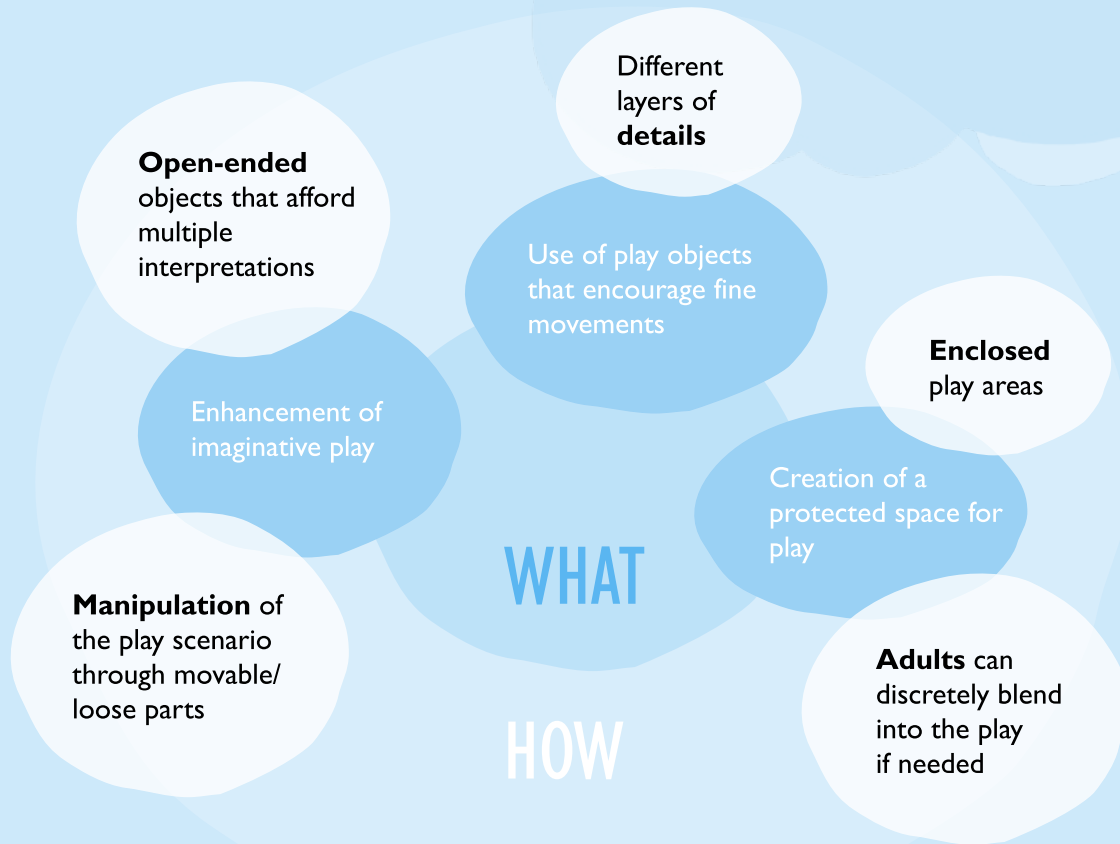 Different
layers of
details
Open-ended
objects that afford
multiple
interpretations
Use of play objects
that encourage fine
movements
Enclosed
play areas
Enhancement of
imaginative play
Creation of a
protected space for
play
WHAT
Manipulation of
the play scenario
through movable/
loose parts
Adults can
discretely blend
into the play
if needed
HOW